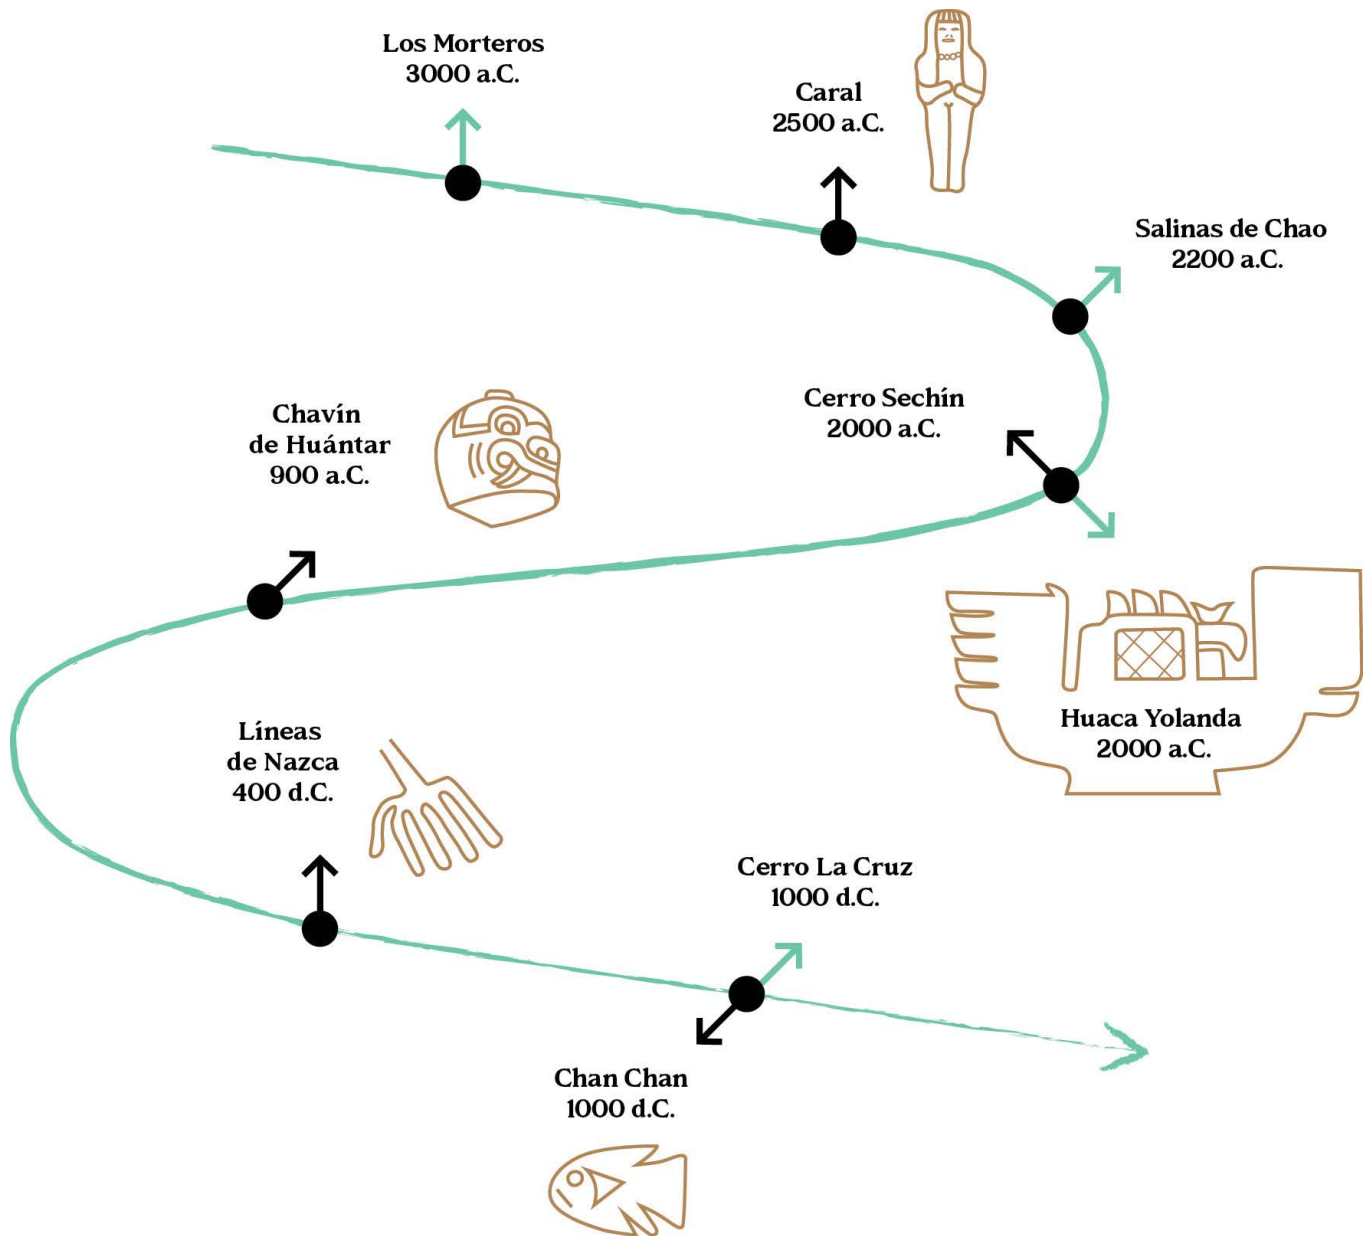 Los Morteros
3000 a.C.
Caral
2500 a.C.
Salinas de Chao
2200 a.C.
Cerro Sechín
2000 a.C.
Huaca Yolanda
2000 a.C.
Chavín
de Huántar
900 a.C.
Líneas
de Nazca
400 d.C.
Cerro La Cruz
1000 d.C.
Chan Chan
1000 d.C.